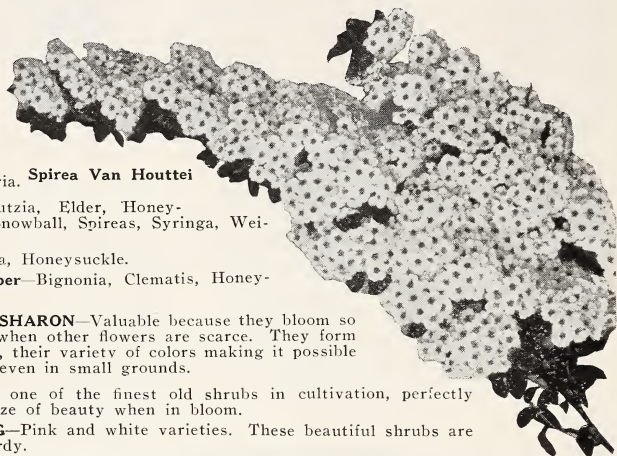 ria. Spirea Van Houttei
utzia, Elder, Honey-
nowball, Spireas, Syringa, Wei-
a, Honeysuckle.
ber—Bignonia, Clematis, Honey-
SHARON—Valuable because they bloom so
when other flowers are scarce. They form
, their variety of colors making it possible
even in small grounds.
one of the finest old shrubs in cultivation, perfectly
ze of beauty when in bloom.
G—Pink and white varieties. These beautiful shrubs are
rdy.